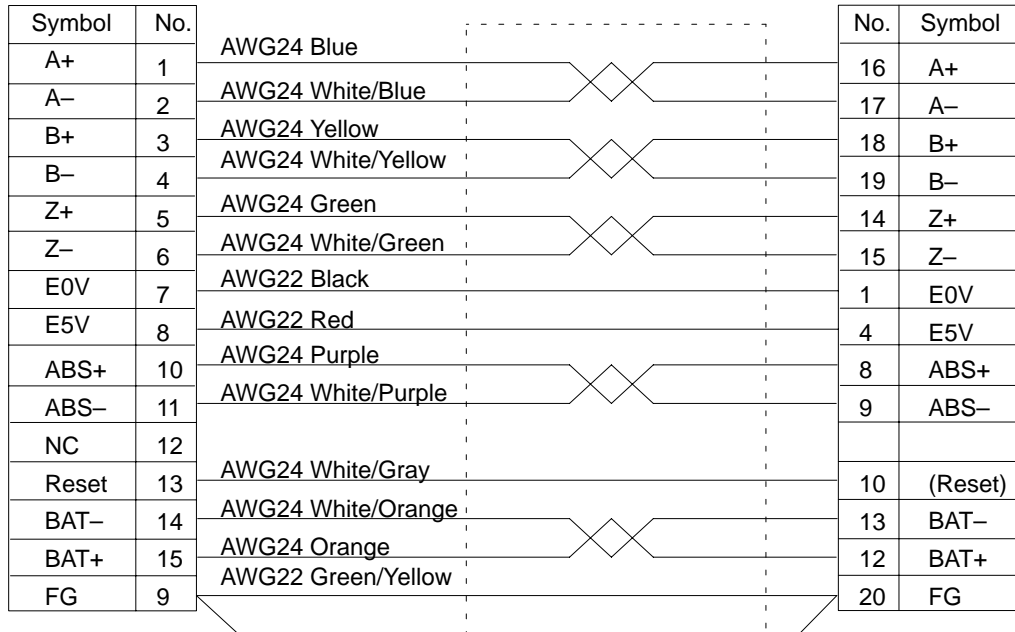 Symbol No. No. Symbol
A+ 1 AWG24 Blue 16 A+
A– 2 AWG24 White/Blue 17 A–
B+ 3 AWG24 Yellow 18 B+
B– 4 AWG24 White/Yellow 19 B–
Z+ 5 AWG24 Green 14 Z+
Z– 6 AWG24 White/Green 15 Z–
E0V 7 AWG22 Black 1 E0V
E5V 8 AWG22 Red 4 E5V
ABS+ 10 AWG24 Purple 8 ABS+
ABS– 11 AWG24 White/Purple 9 ABS–
NC 12
Reset 13 AWG24 White/Gray 10 (Reset)
BAT– 14 AWG24 White/Orange 13 BAT–
BAT+ 15 AWG24 Orange 12 BAT+
FG 9 AWG22 Green/Yellow 20 FG